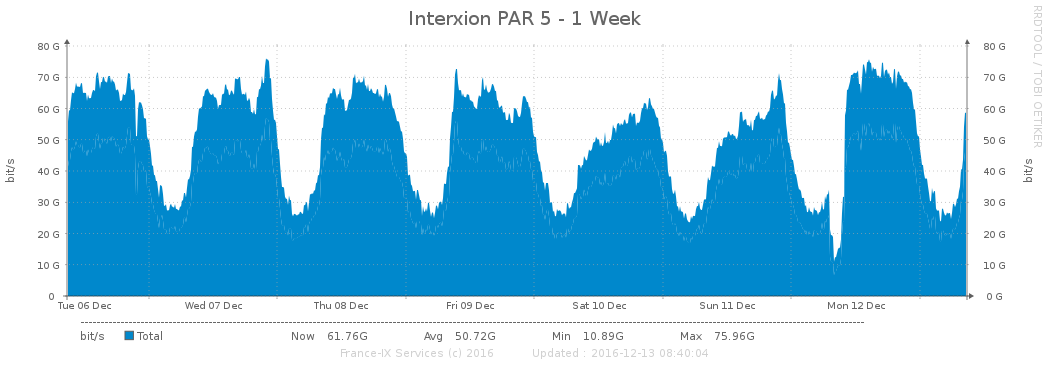 Interxion PAR 5 - 1 Week
RRDTOOL / TOBI OETIKER
bit/s
80 G 80 G
70 G 70 G
60 G 60 G
50 G 50 G
40 G 40 G
30 G 30 G
20 G 20 G
10 G 10 G
0 0 G
bit/s
Tue 06 Dec Wed 07 Dec Thu 08 Dec Fri 09 Dec Sat 10 Dec Sun 11 Dec Mon 12 Dec
bit/s Total Now 61.76G Avg 50.72G Min 10.89G Max 75.96G
France-IX Services (c) 2016 Updated : 2016-12-13 08:40:04